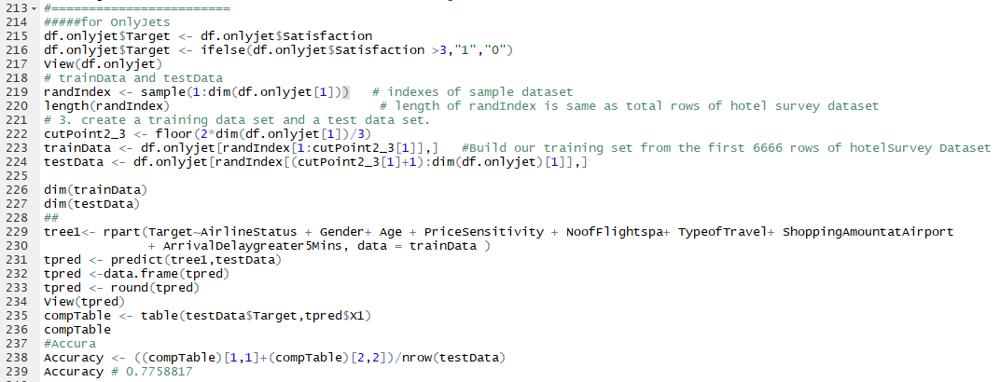 213 #========================
214 #####for OnlyJets
215 df.onlyjet$Target <- df.onlyjet$Satisfaction
216 df.onlyjet$Target <- ifelse(df.onlyjet$Satisfaction >3,"1","0")
217 View(df.onlyjet)
218 # trainData and testData
219 randIndex <- sample(1:dim(df.onlyjet[1])) # indexes of sample dataset
220 length(randIndex) # length of randIndex is same as total rows of hotel survey dataset
221 # 3. create a training data set and a test data set.
222 cutPoint2_3 <- floor(2*dim(df.onlyjet[1])/3)
223 trainData <- df.onlyjet[randIndex[1:cutPoint2_3[1]],] #Build our training set from the first 6666 rows of hotelSurvey Dataset
224 testData <- df.onlyjet[randIndex[(cutPoint2_3[1]+1):dim(df.onlyjet)[1]],]
225
226 dim(trainData)
227 dim(testData)
228 ##
229 tree1<- rpart(Target~AirlineStatus + Gender+ Age + PriceSensitivity + NoofFlightspa+ TypeofTravel+ ShoppingAmountatAirport
230 + ArrivalDelaygreater5Mins, data = trainData )
231 tpred <- predict(tree1,testData)
232 tpred <-data.frame(tpred)
233 tpred <- round(tpred)
234 View(tpred)
235 compTable <- table(testData$Target,tpred$X1)
236 compTable
237 #Accura
238 Accuracy <- ((compTable)[1,1]+(compTable)[2,2])/nrow(testData)
239 Accuracy # 0.7758817